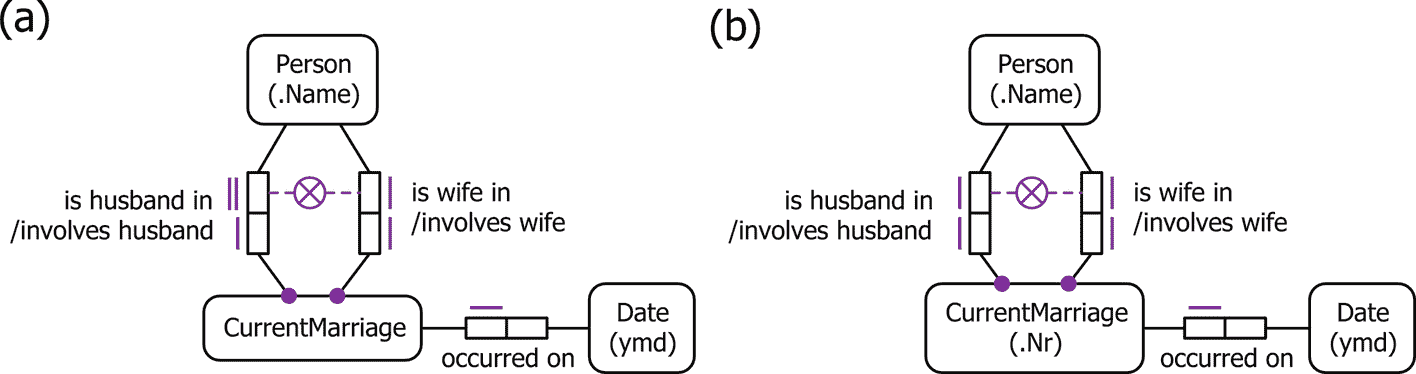 (a)
Person
(.Name)
is husband in
/involves husband
is wife in
/involves wife
CurrentMarriage
occurred on
Date
(ymd)
(b)
Person
(.Name)
is husband in
/involves husband
is wife in
/involves wife
CurrentMarriage
(.Nr)
occurred on
Date
(ymd)